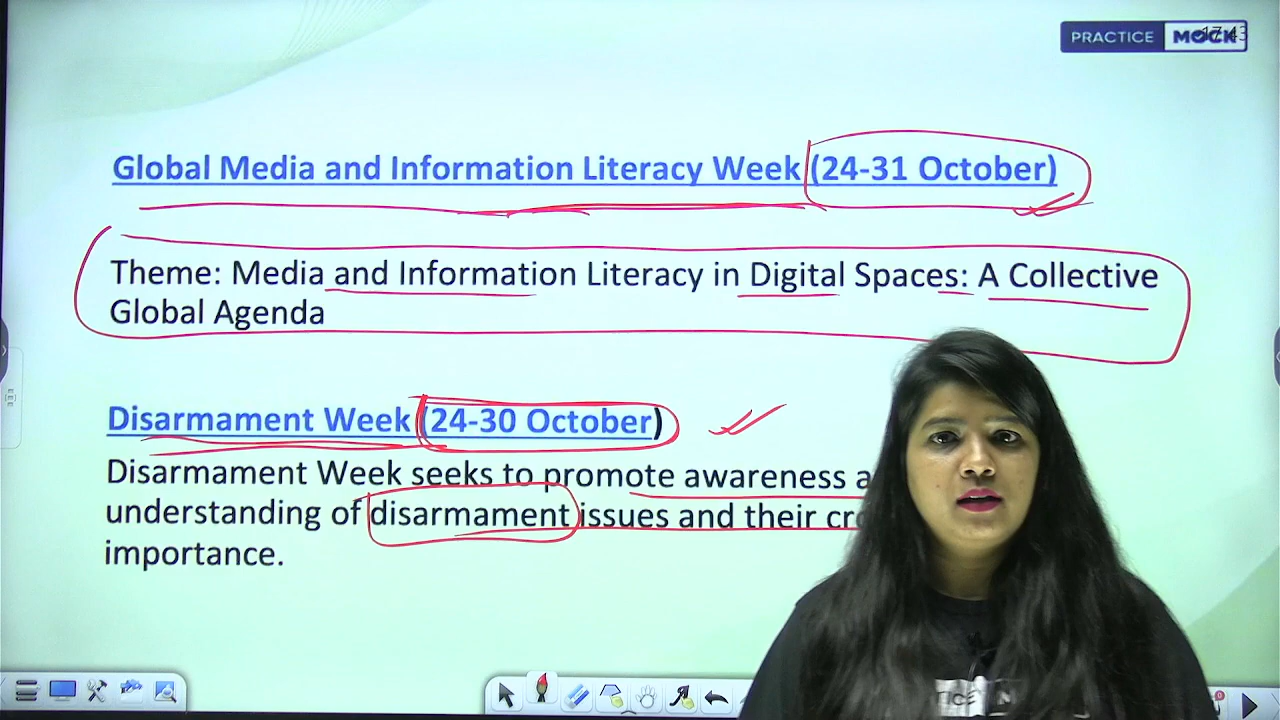 PRACTICE MOCK
17:43
Global Media and Information Literacy Week (24-31 October)
Theme: Media and Information Literacy in Digital Spaces: A Collective
Global Agenda
Disarmament Week (24-30 October)
Disarmament Week seeks to promote awareness
understanding of disarmament issues and their
importance.